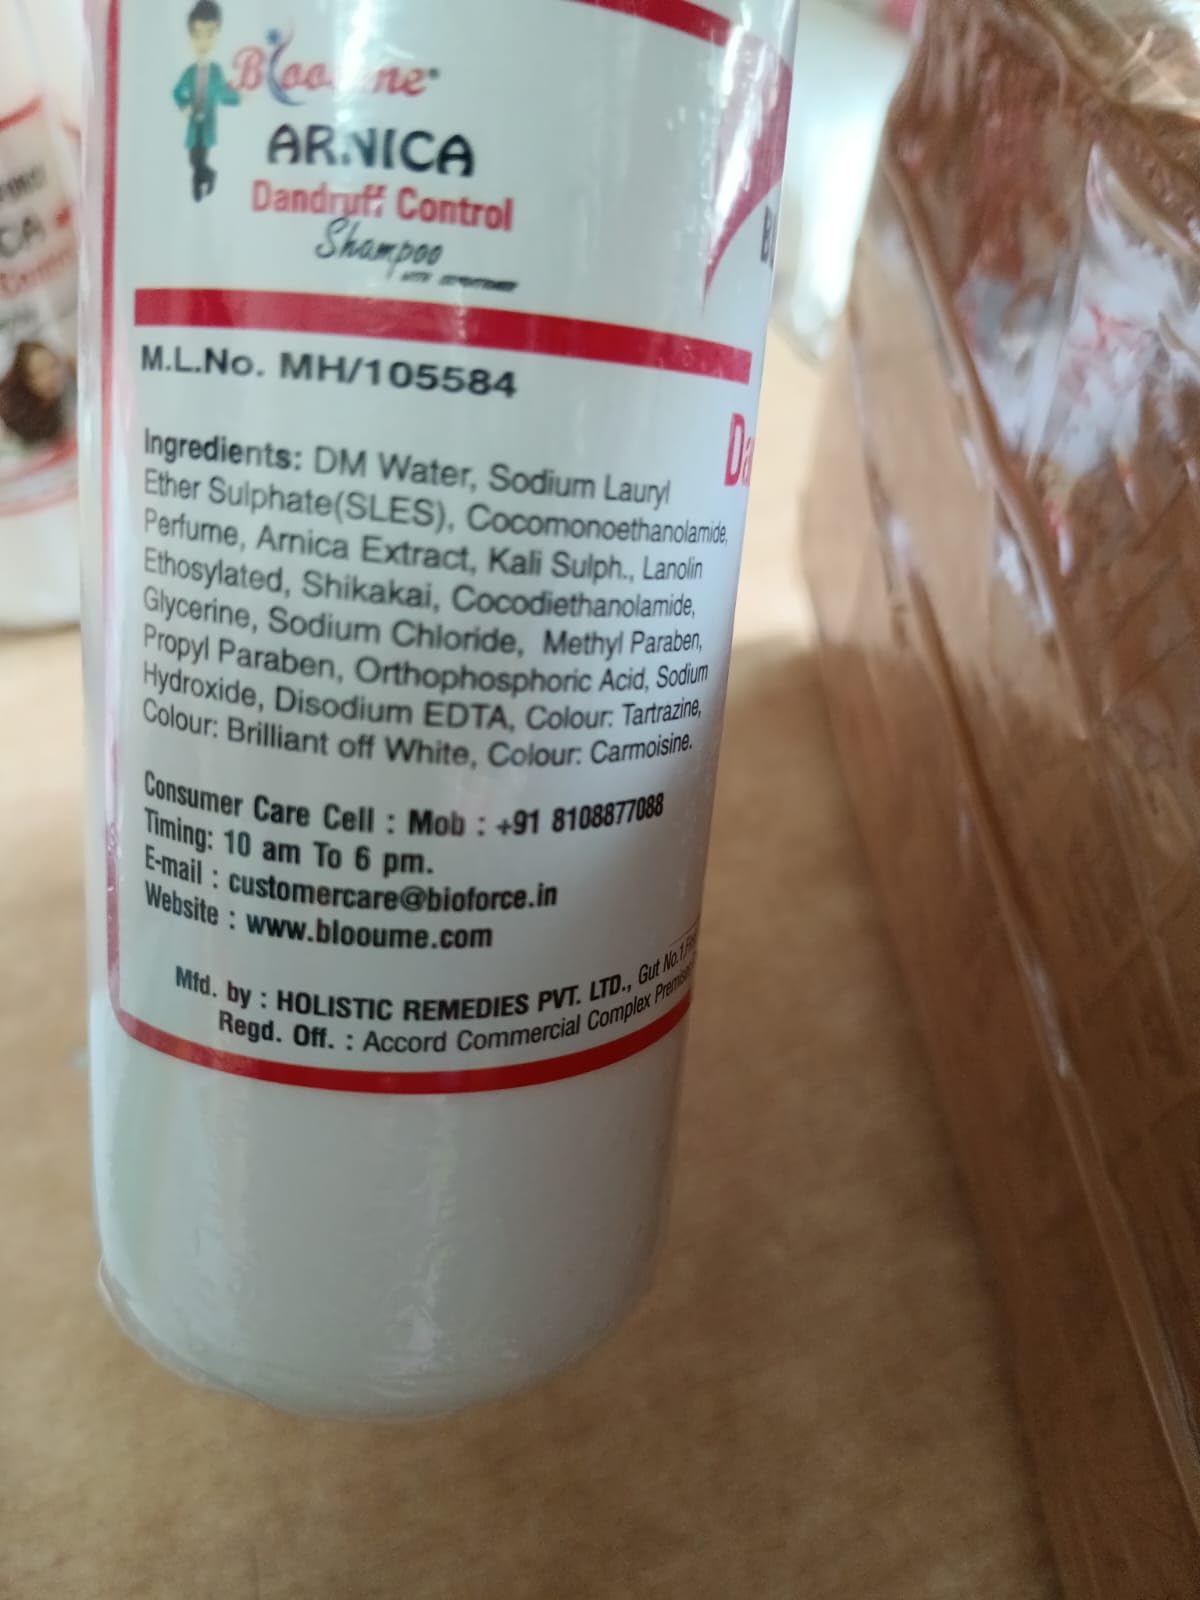 Blooume
ARNICA
Dandruff Control
Shampoo
WITH CONDITIONER
M.L.No. MH/105584
Ingredients: DM Water, Sodium Lauryl
Ether Sulphate(SLES), Cocomonoethanolamide,
Perfume, Arnica Extract, Kali Sulph., Lanolin
Ethosylated, Shikakai, Cocodiethanolamide,
Glycerine, Sodium Chloride, Methyl Paraben,
Propyl Paraben, Orthophosphoric Acid, Sodium
Hydroxide, Disodium EDTA, Colour: Tartrazine,
Colour: Brilliant off White, Colour: Carmoisine.
Consumer Care Cell : Mob : +91 8108877088
Timing: 10 am To 6 pm.
E-mail : customercare@bioforce.in
Website : www.blooume.com
Mfd. by : HOLISTIC REMEDIES PVT. LTD., Gut No.1,
Regd. Off. : Accord Commercial Complex